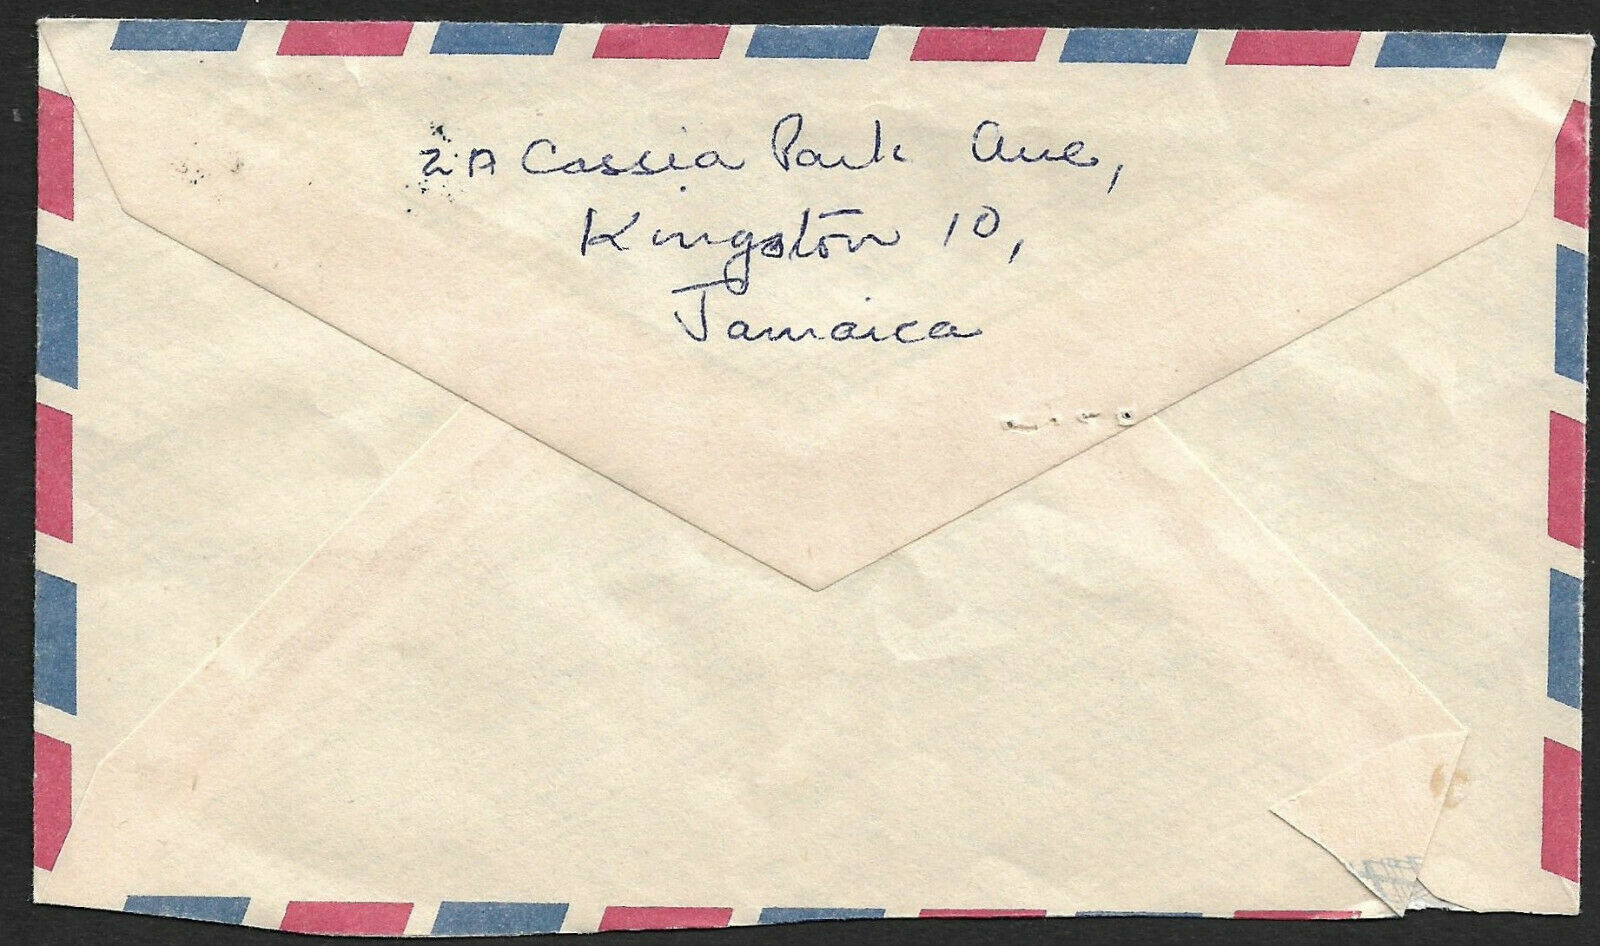 2A Cassia Park Ave,
Kingston 10,
Jamaica